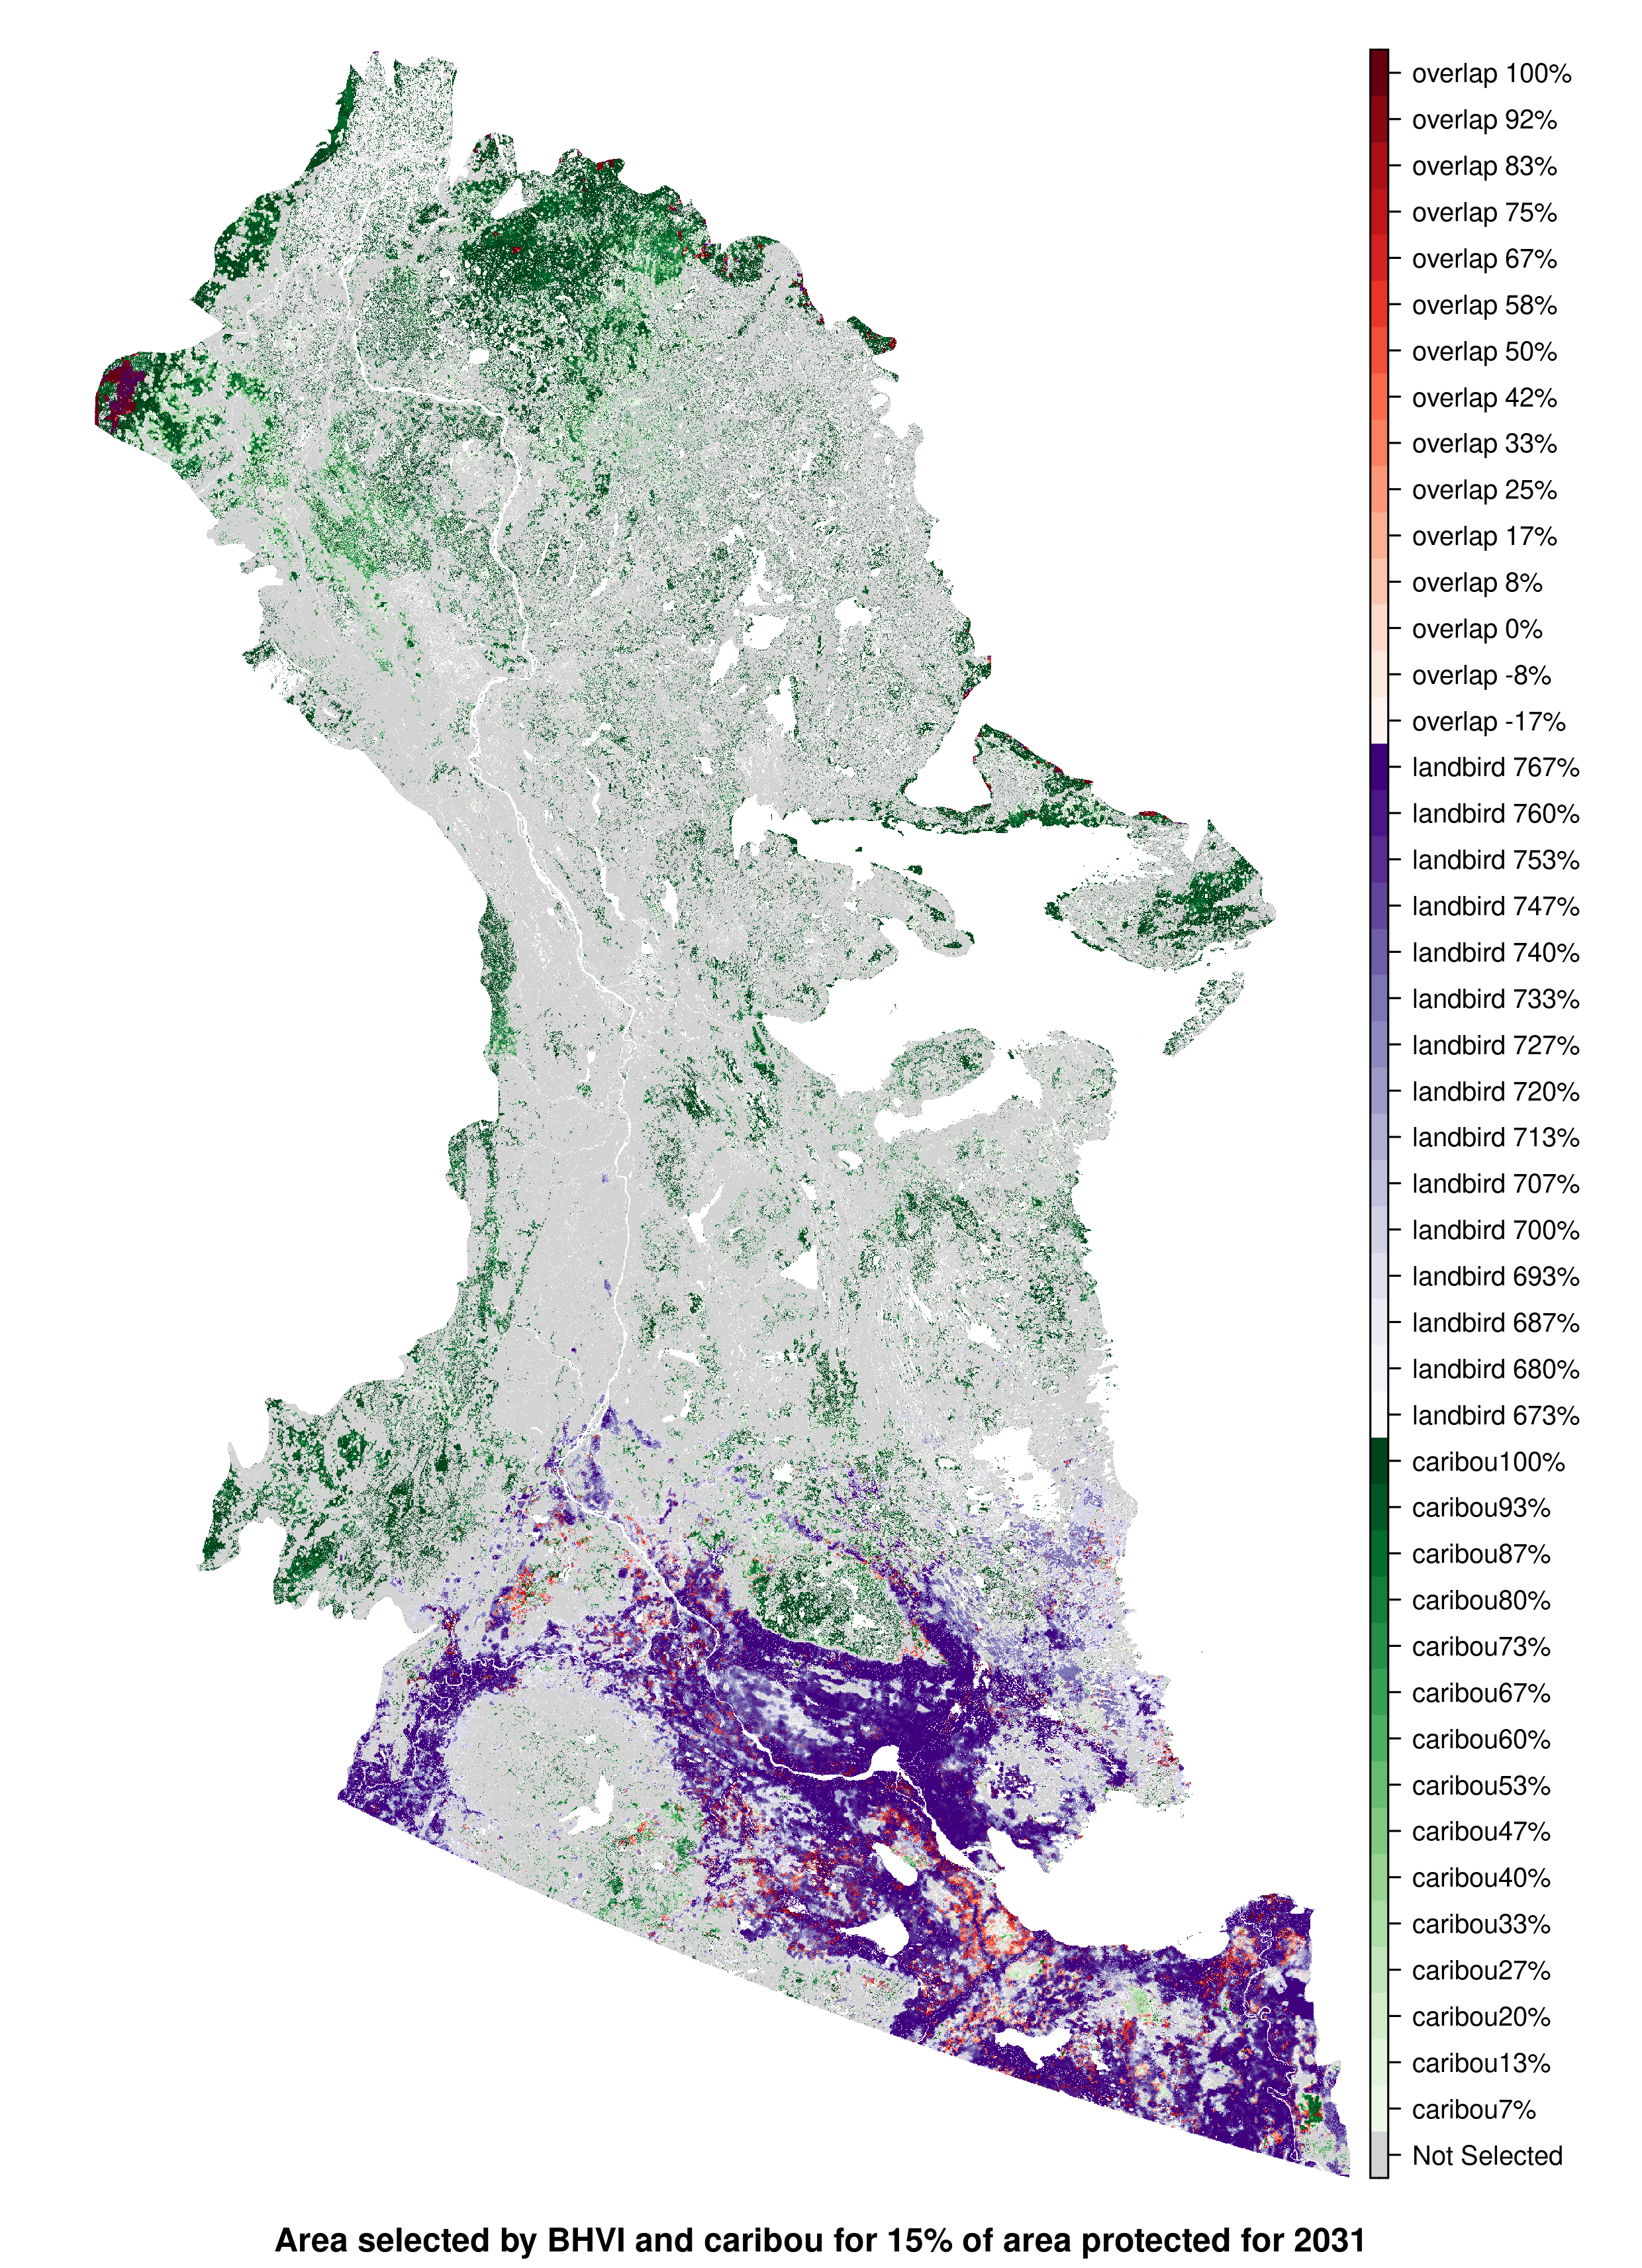 overlap 100%
overlap 92%
overlap 83%
overlap 75%
overlap 67%
overlap 58%
overlap 50%
overlap 42%
overlap 33%
overlap 25%
overlap 17%
overlap 8%
overlap 0%
overlap -8%
overlap -17%
landbird 767%
landbird 760%
landbird 753%
landbird 747%
landbird 740%
landbird 733%
landbird 727%
landbird 720%
landbird 713%
landbird 707%
landbird 700%
landbird 693%
landbird 687%
landbird 680%
landbird 673%
caribou100%
caribou93%
caribou87%
caribou80%
caribou73%
caribou67%
caribou60%
caribou53%
caribou47%
caribou40%
caribou33%
caribou27%
caribou20%
caribou13%
caribou7%
Not Selected
Area selected by BHVI and caribou for 15% of area protected for 2031